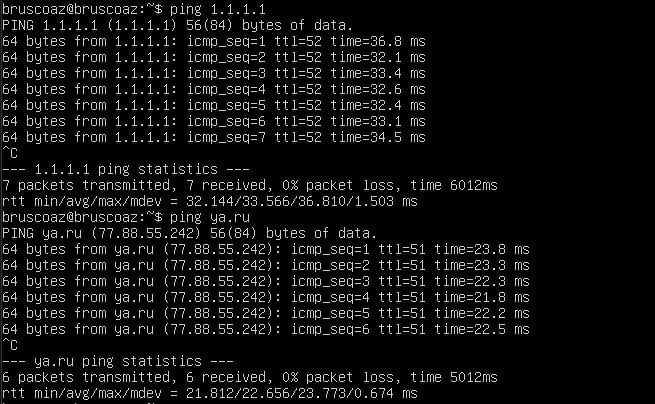 bruscoaz@bruscoaz:~$ ping 1.1.1.1
PING 1.1.1.1 (1.1.1.1) 56(84) bytes of data.
64 bytes from 1.1.1.1: icmp_seq=1 ttl=52 time=36.8 ms
64 bytes from 1.1.1.1: icmp_seq=2 ttl=52 time=32.1 ms
64 bytes from 1.1.1.1: icmp_seq=3 ttl=52 time=33.4 ms
64 bytes from 1.1.1.1: icmp_seq=4 ttl=52 time=32.6 ms
64 bytes from 1.1.1.1: icmp_seq=5 ttl=52 time=32.4 ms
64 bytes from 1.1.1.1: icmp_seq=6 ttl=52 time=33.1 ms
64 bytes from 1.1.1.1: icmp_seq=7 ttl=52 time=34.5 ms
^C
--- 1.1.1.1 ping statistics ---
7 packets transmitted, 7 received, 0% packet loss, time 6012ms
rtt min/avg/max/mdev = 32.144/33.566/36.810/1.503 ms
bruscoaz@bruscoaz:~$ ping ya.ru
PING ya.ru (77.88.55.242) 56(84) bytes of data.
64 bytes from ya.ru (77.88.55.242): icmp_seq=1 ttl=51 time=23.8 ms
64 bytes from ya.ru (77.88.55.242): icmp_seq=2 ttl=51 time=23.3 ms
64 bytes from ya.ru (77.88.55.242): icmp_seq=3 ttl=51 time=22.3 ms
64 bytes from ya.ru (77.88.55.242): icmp_seq=4 ttl=51 time=21.8 ms
64 bytes from ya.ru (77.88.55.242): icmp_seq=5 ttl=51 time=22.2 ms
64 bytes from ya.ru (77.88.55.242): icmp_seq=6 ttl=51 time=22.5 ms
^C
--- ya.ru ping statistics ---
6 packets transmitted, 6 received, 0% packet loss, time 5012ms
rtt min/avg/max/mdev = 21.812/22.656/23.773/0.674 ms